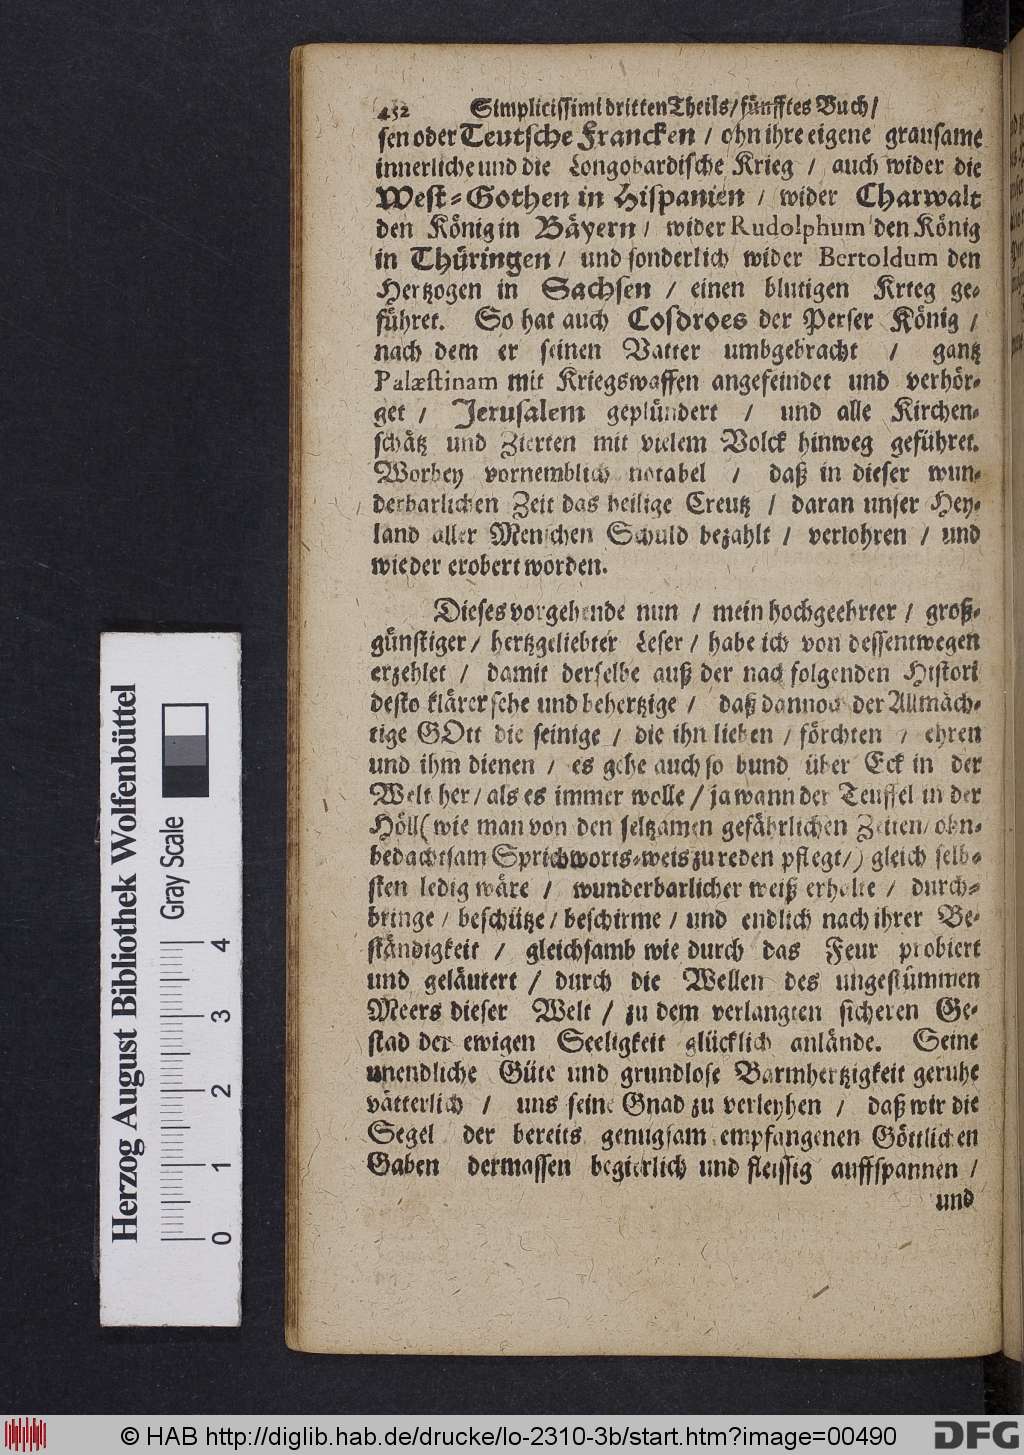 452 Simplicissimi dritten Theils/ fünfftes Buch/
sen oder Teutsche Francken / ohn ihre eigene grausame
innerliche und die Longobardische Krieg / auch wider die
West-Gothen in Hispanien / wider Charwalt
den König in Bäyern / wider Rudolphum den König
in Thüringen / und sonderlich wider Bertoldum den
Hertzogen in Sachsen / einen blutigen Krieg ge-
führet. So hat auch Cosdroes der Perser König /
nach dem er seinen Vatter umbgebracht / gantz
Palæstinam mit Kriegswaffen angefeindet und verhör-
get / Jerusalem geplündert / und alle Kirchen-
schätz und Zierten mit vielem Volck hinweg geführet.
Worbey vornemblich notabel / daß in dieser wun-
derbarlichen Zeit das heilige Creutz / daran unser Hey-
land aller Menschen Schuld bezahlt / verlohren / und
wieder erobert worden.
Dieses vorgehende nun / mein hochgeehrter / groß-
günstiger / hertzgeliebter Leser / habe ich von dessentwegen
erzehlet / damit derselbe auß der nachfolgenden Histori
desto klärer sehe und behertzige / daß dannoch der Allmäch-
tige GOtt die seinige / die ihn lieben / förchten / ehren
und ihm dienen / es gehe auch so bund über Eck in der
Welt her / als es immer wolle / ja wann der Teuffel in der
Höll (wie man von den seltzamen gefährlichen Zeiten / ohn-
bedachtsam Sprichworts-weis zu reden pflegt /) gleich selb-
sten ledig wäre / wunderbarlicher weiß erhalte / durch-
bringe / beschütze / beschirme / und endlich nach ihrer Be-
ständigkeit / gleichsamb wie durch das Feur probiert
und geläutert / durch die Wellen des ungestümmen
Meers dieser Welt / zu dem verlangten sicheren Ge-
stad der ewigen Seeligkeit glücklich anlände. Seine
unendliche Güte und grundlose Barmhertzigkeit geruhe
vätterlich / uns seine Gnad zu verleyhen / daß wir die
Segel der bereits genugsam empfangenen Göttlichen
Gaben dermassen begierlich und fleissig auffspannen /
und
Herzog August Bibliothek Wolfenbüttel
Gray Scale
0 1 2 3 4
© HAB http://diglib.hab.de/drucke/lo-2310-3b/start.htm?image=00490
DFG